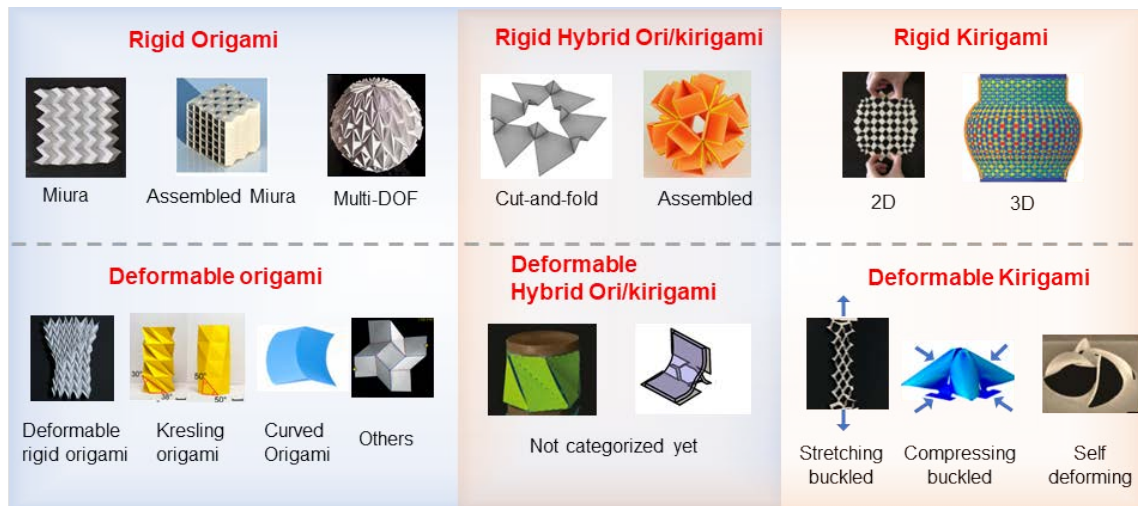 Rigid Origami
Rigid Hybrid Ori/kirigami
Rigid Kirigami
Miura
Assembled Miura
Multi-DOF
Cut-and-fold
Assembled
2D
3D
Deformable origami
Deformable
Hybrid Ori/kirigami
Deformable Kirigami
30°
38°
50°
50°
Deformable
rigid origami
Kresling
origami
Curved
Origami
Others
Not categorized yet
Stretching
buckled
Compressing
buckled
Self
deforming